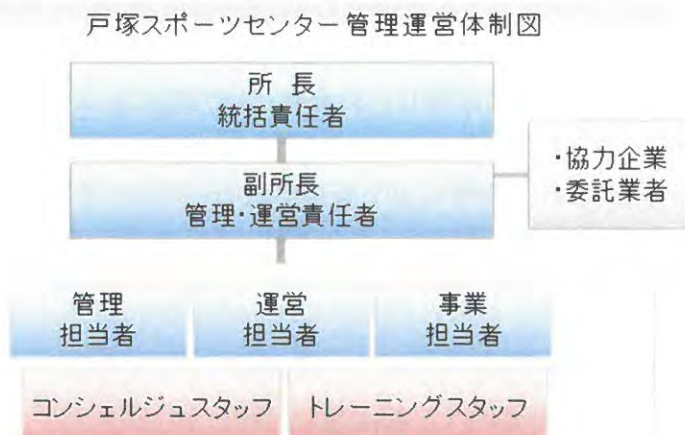 戸塚スポーツセンター管理運営体制図
所 長
統括責任者
・協力企業
・委託業者
副所長
管理・運営責任者
管理
担当者
運営
担当者
事業
担当者
コンシェルジュスタッフ
トレーニングスタッフ